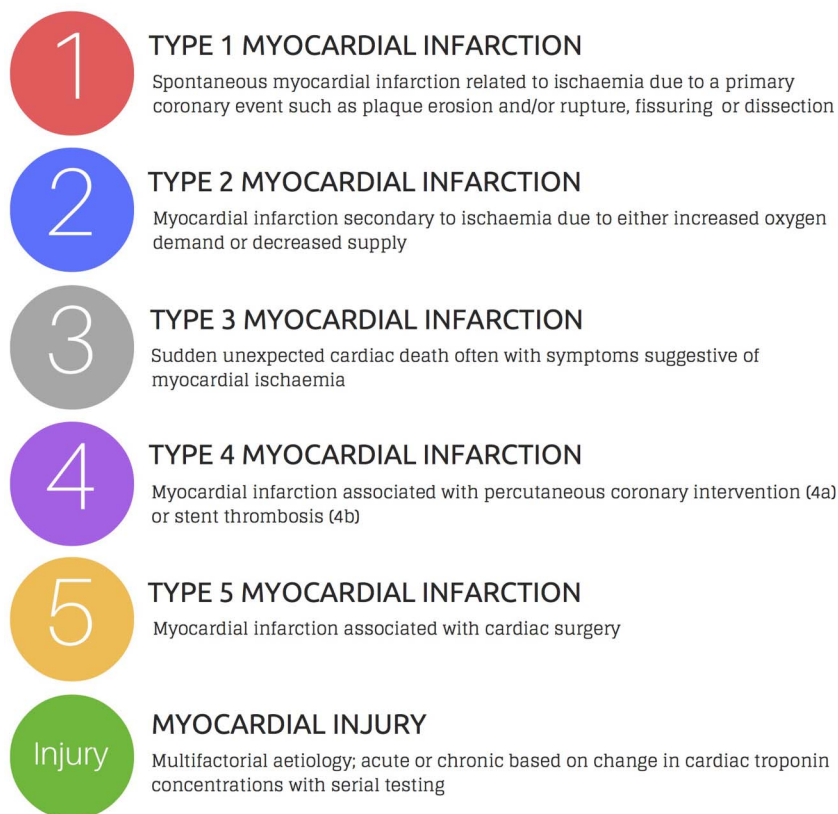 1
TYPE 1 MYOCARDIAL INFARCTION
Spontaneous myocardial infarction related to ischaemia due to a primary
coronary event such as plaque erosion and/or rupture, fissuring or dissection
2
TYPE 2 MYOCARDIAL INFARCTION
Myocardial infarction secondary to ischaemia due to either increased oxygen
demand or decreased supply
3
TYPE 3 MYOCARDIAL INFARCTION
Sudden unexpected cardiac death often with symptoms suggestive of
myocardial ischaemia
4
TYPE 4 MYOCARDIAL INFARCTION
Myocardial infarction associated with percutaneous coronary intervention (4a)
or stent thrombosis (4b)
5
TYPE 5 MYOCARDIAL INFARCTION
Myocardial infarction associated with cardiac surgery
Injury
MYOCARDIAL INJURY
Multifactorial aetiology; acute or chronic based on change in cardiac troponin
concentrations with serial testing